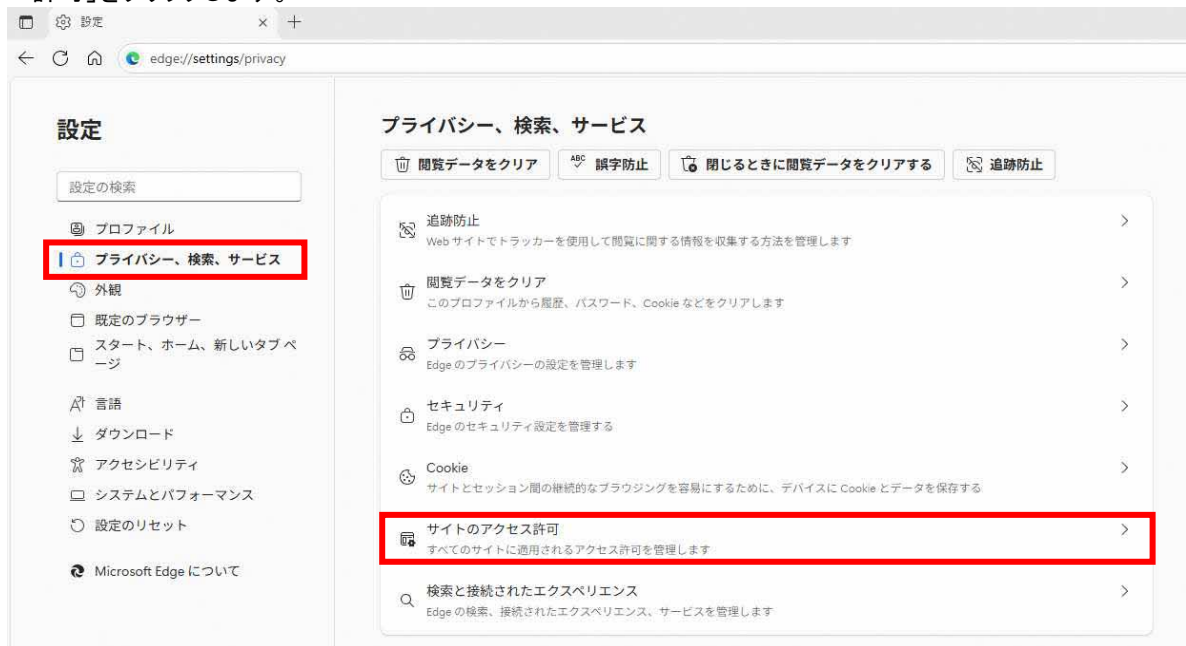 許可」をクリックします。
設定
edge://settings/privacy
設定
設定の検索
プロファイル
プライバシー、検索、サービス
外観
既定のブラウザー
スタート、ホーム、新しいタブ ペ
ージ
言語
ダウンロード
アクセシビリティ
システムとパフォーマンス
設定のリセット
Microsoft Edge について
プライバシー、検索、サービス
閲覧データをクリア
ABC 誤字防止
閉じるときに閲覧データをクリアする
追跡防止
追跡防止
Web サイトでトラッカーを使用して閲覧に関する情報を収集する方法を管理します
閲覧データをクリア
このプロファイルから履歴、パスワード、Cookie などをクリアします
プライバシー
Edge のプライバシーの設定を管理します
セキュリティ
Edge のセキュリティ設定を管理する
Cookie
サイトとセッション間の継続的なブラウジングを容易にするために、デバイスに Cookie とデータを保存する
サイトのアクセス許可
すべてのサイトに適用されるアクセス許可を管理します
検索と接続されたエクスペリエンス
Edge の検索、接続されたエクスペリエンス、サービスを管理します